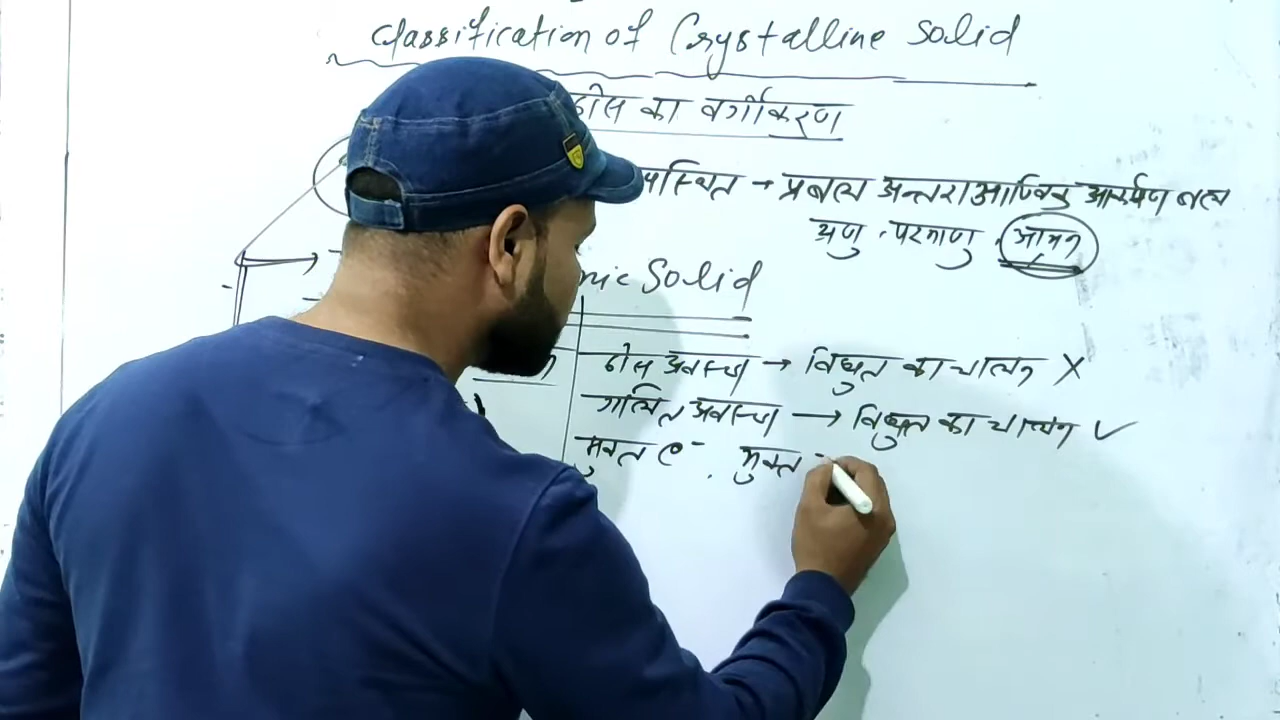 Classification of Crystalline Solid
ठोस का वर्गीकरण
→ प्रबल अन्तराआण्विक आकर्षण बल
अणु, परमाणु, आयन
nic Solid
ठोस अवस्था → विद्युत का चालन X
गलित अवस्था → विद्युत का चालन ✓
मुक्त e⁻, मुक्त